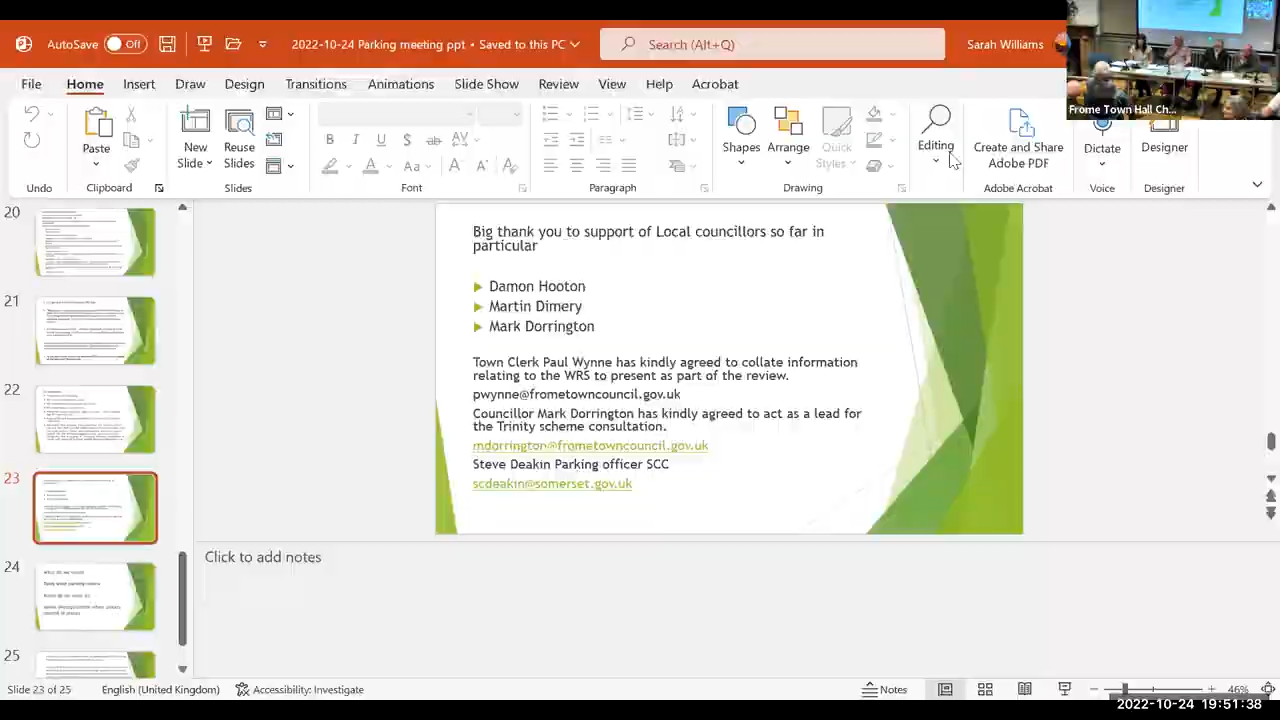 AutoSave Off 2022-10-24 Parking meeting ppt • Saved to this PC Search (Alt+Q) Sarah Williams
File Home Insert Draw Design Transitions Animations Slide Show Review View Help Acrobat
Frome Town Hall Ch...
Paste New Slide Reuse Slides Shapes Arrange Quick Styles Editing Create and Share Adobe PDF Dictate Designer
Undo Clipboard Slides Font Paragraph Drawing Adobe Acrobat Voice Designer
20
21
22
23
24
25
Big thank you to support of Local councillors so far in
particular
Damon Hooton
Martin Dimery
Mark Dorrington
Town Clerk Paul Wynne has kindly agreed to collate information
relating to the WRS to present as part of the review.
pwynne@frometowncouncil.gov.uk
Councillor Mark Dorrington has kindly agreed to act as a lead for
the Trinity scheme consultation.
mdorrington@frometowncouncil.gov.uk
Steve Deakin Parking officer SCC
sdeakin@somerset.gov.uk
Click to add notes
Slide 23 of 25 English (United Kingdom) Accessibility: Investigate Notes 46%
2022-10-24 19:51:38